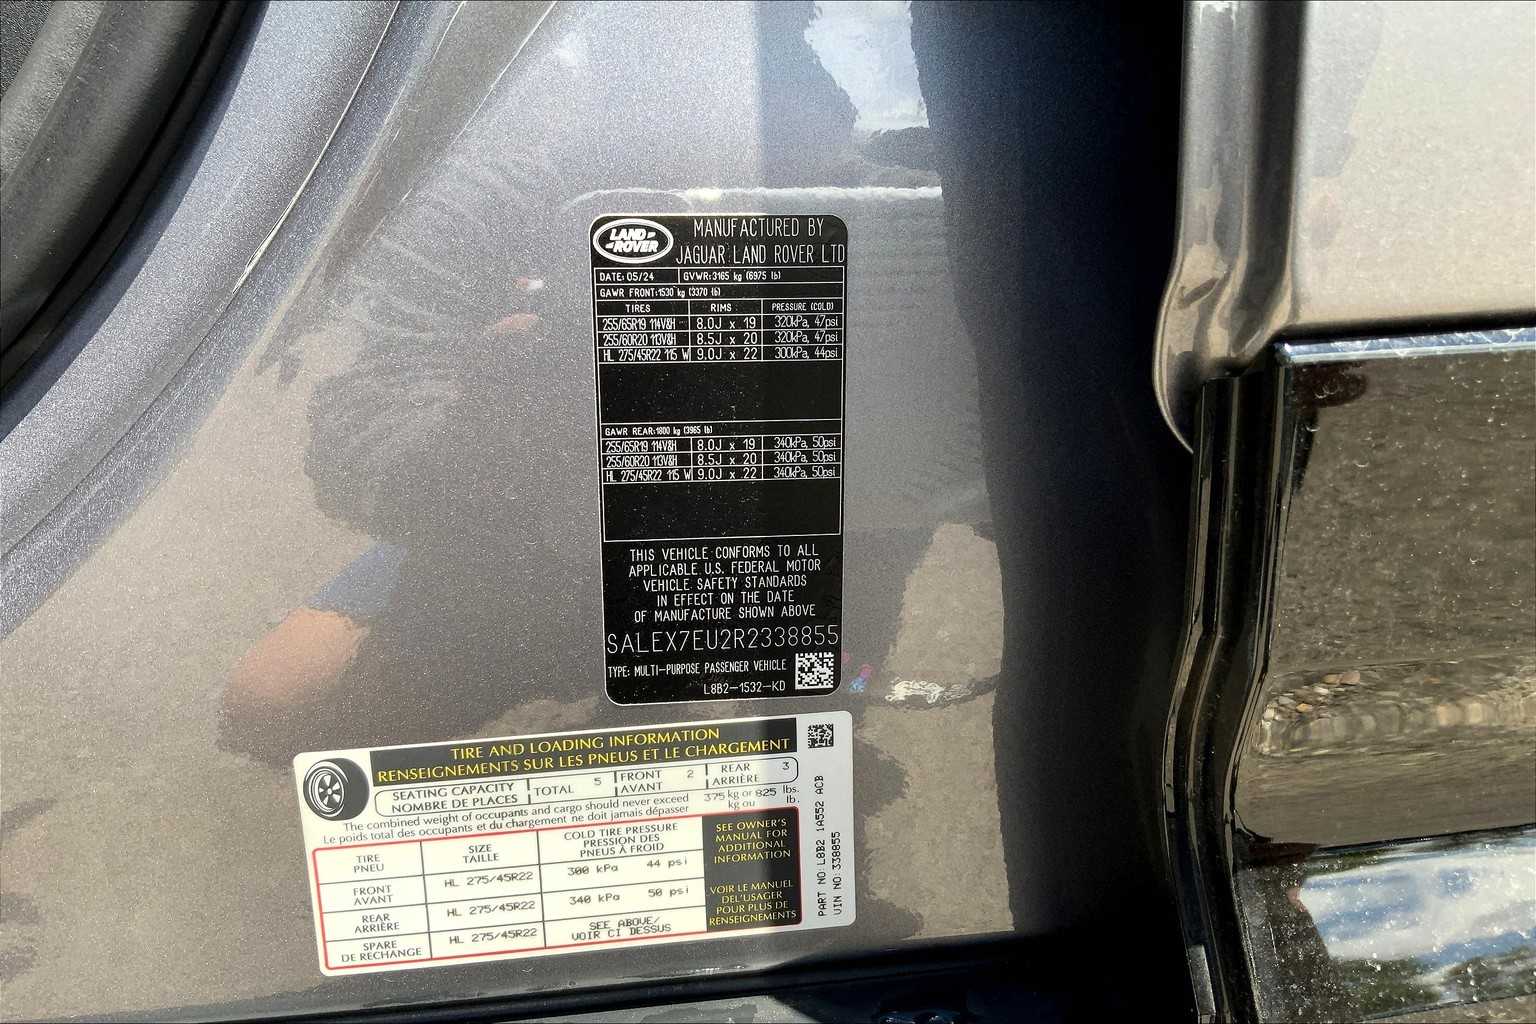 LAND ROVER
MANUFACTURED BY
JAGUAR LAND ROVER LTD
DATE: 05/24 GVWR:3165 kg (6975 lb)
GAWR FRONT:1530 kg (3370 lb)
TIRES RIMS PRESSURE (COLD)
255/65R19 114V&H 8.0J x 19 320kPa, 47psi
255/60R20 113V&H 8.5J x 20 320kPa, 47psi
HL 275/45R22 115 W 9.0J x 22 300kPa, 44psi
GAWR REAR:1800 kg (3965 lb)
255/65R19 114V&H 8.0J x 19 340kPa, 50psi
255/60R20 113V&H 8.5J x 20 340kPa, 50psi
HL 275/45R22 115 W 9.0J x 22 340kPa, 50psi
THIS VEHICLE CONFORMS TO ALL
APPLICABLE U.S. FEDERAL MOTOR
VEHICLE SAFETY STANDARDS
IN EFFECT ON THE DATE
OF MANUFACTURE SHOWN ABOVE
SALEX7EU2R2338855
TYPE: MULTI-PURPOSE PASSENGER VEHICLE
L8B2-1532-KD
TIRE AND LOADING INFORMATION
RENSEIGNEMENTS SUR LES PNEUS ET LE CHARGEMENT
SEATING CAPACITY
NOMBRE DE PLACES
TOTAL 5
FRONT 2
AVANT
REAR 3
ARRIÈRE
The combined weight of occupants and cargo should never exceed 375 kg or 825 lbs.
Le poids total des occupants et du chargement ne doit jamais dépasser kg ou lb.
TIRE
PNEU
SIZE
TAILLE
COLD TIRE PRESSURE
PRESSION DES
PNEUS À FROID
FRONT
AVANT
HL 275/45R22
300 kPa 44 psi
REAR
ARRIÈRE
HL 275/45R22
340 kPa 50 psi
SPARE
DE RECHANGE
HL 275/45R22
SEE ABOVE/
VOIR CI DESSUS
SEE OWNER'S
MANUAL FOR
ADDITIONAL
INFORMATION
VOIR LE MANUEL
DEL'USAGER
POUR PLUS DE
RENSEIGNEMENTS
PART NO:L8B2 1A552 ACB
VIN NO:338855